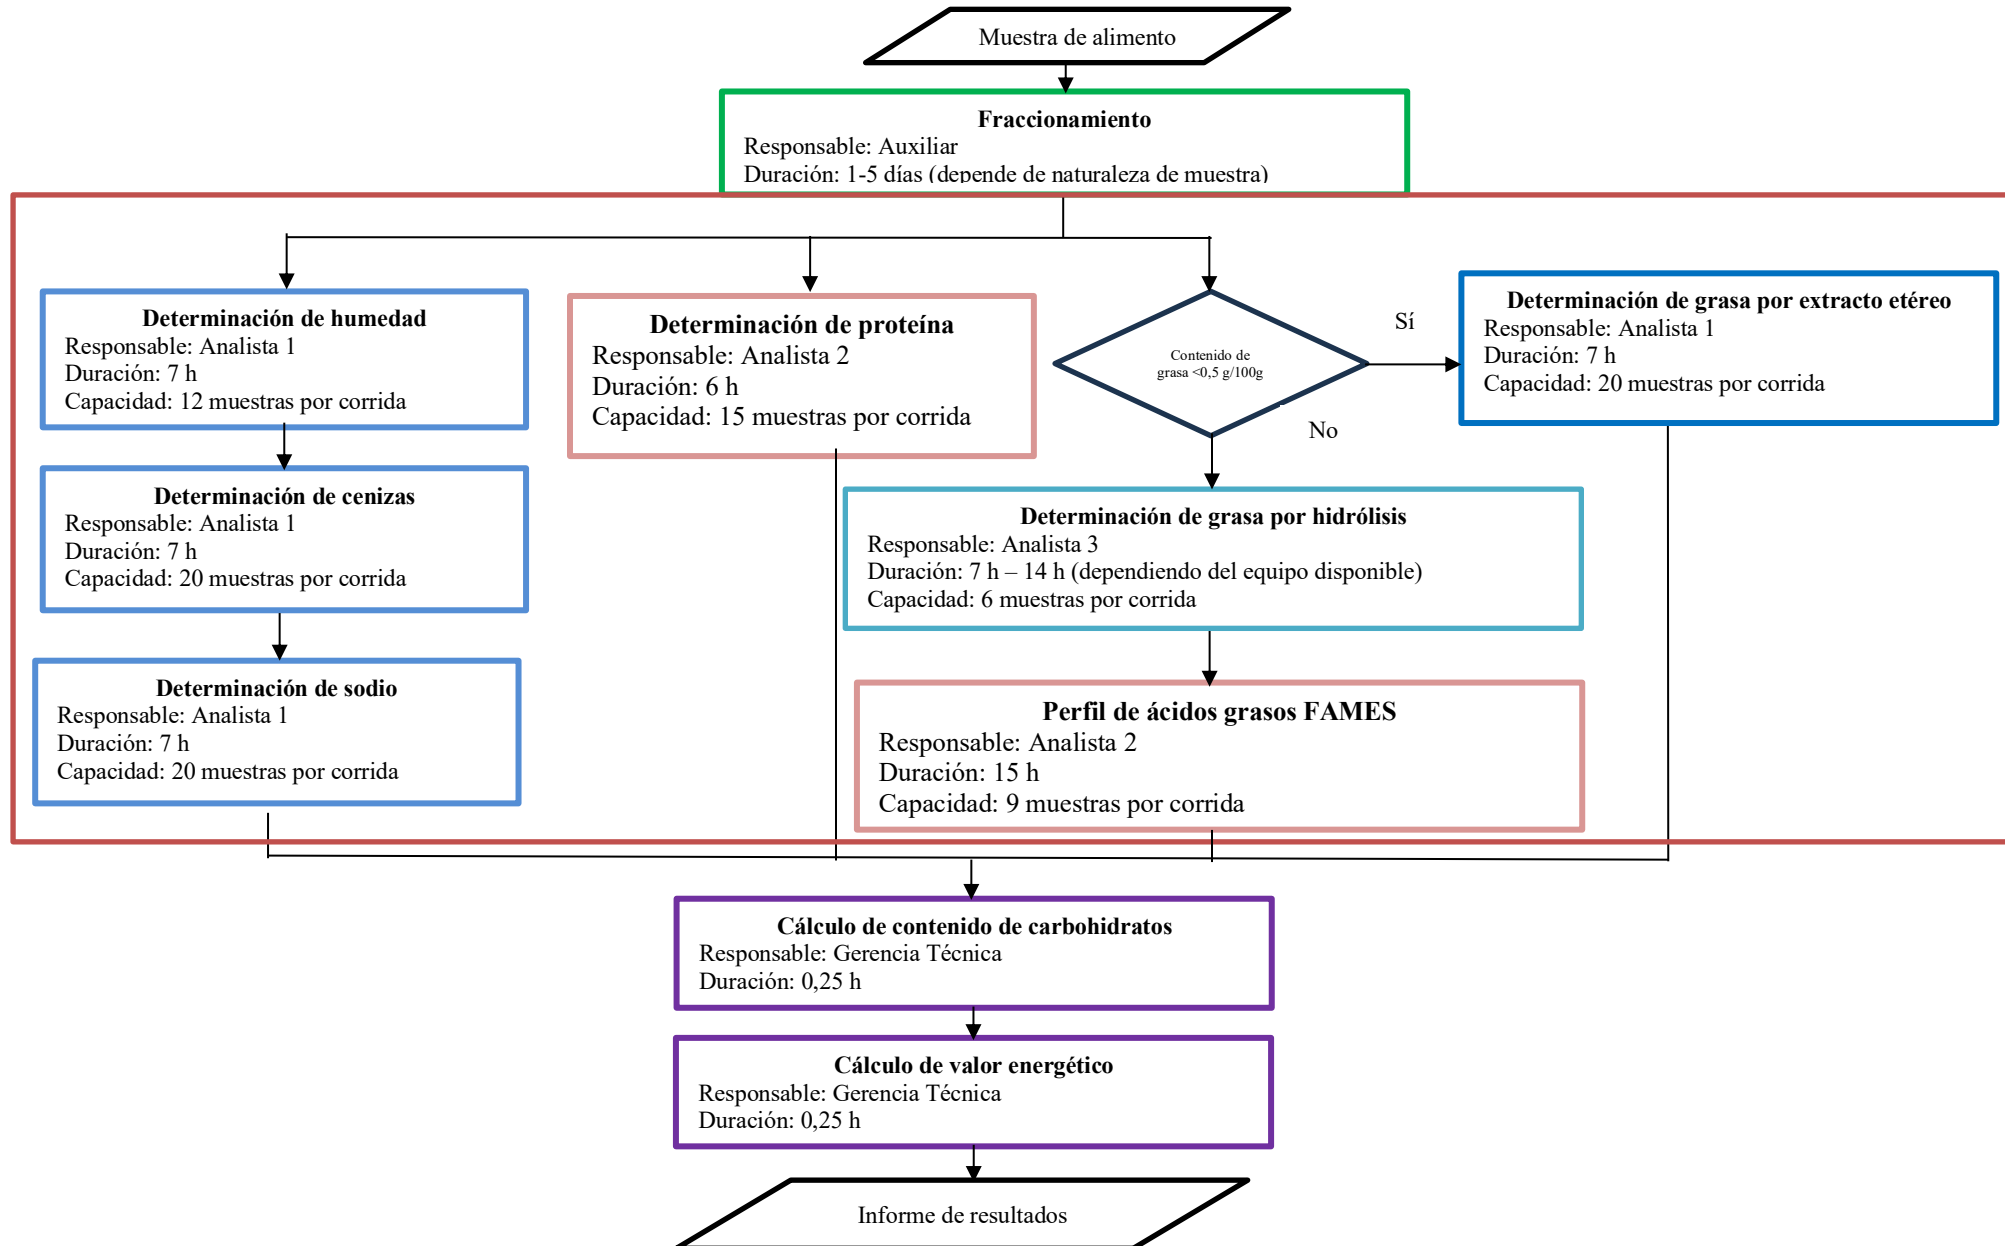 Muestra de alimento
Fraccionamiento
Responsable: Auxiliar
Duración: 1-5 días (depende de naturaleza de muestra)
Determinación de humedad
Responsable: Analista 1
Duración: 7 h
Capacidad: 12 muestras por corrida
Determinación de proteína
Responsable: Analista 2
Duración: 6 h
Capacidad: 15 muestras por corrida
Contenido de
grasa <0,5 g/100g
Sí
No
Determinación de grasa por extracto etéreo
Responsable: Analista 1
Duración: 7 h
Capacidad: 20 muestras por corrida
Determinación de cenizas
Responsable: Analista 1
Duración: 7 h
Capacidad: 20 muestras por corrida
Determinación de grasa por hidrólisis
Responsable: Analista 3
Duración: 7 h – 14 h (dependiendo del equipo disponible)
Capacidad: 6 muestras por corrida
Determinación de sodio
Responsable: Analista 1
Duración: 7 h
Capacidad: 20 muestras por corrida
Perfil de ácidos grasos FAMES
Responsable: Analista 2
Duración: 15 h
Capacidad: 9 muestras por corrida
Cálculo de contenido de carbohidratos
Responsable: Gerencia Técnica
Duración: 0,25 h
Cálculo de valor energético
Responsable: Gerencia Técnica
Duración: 0,25 h
Informe de resultados